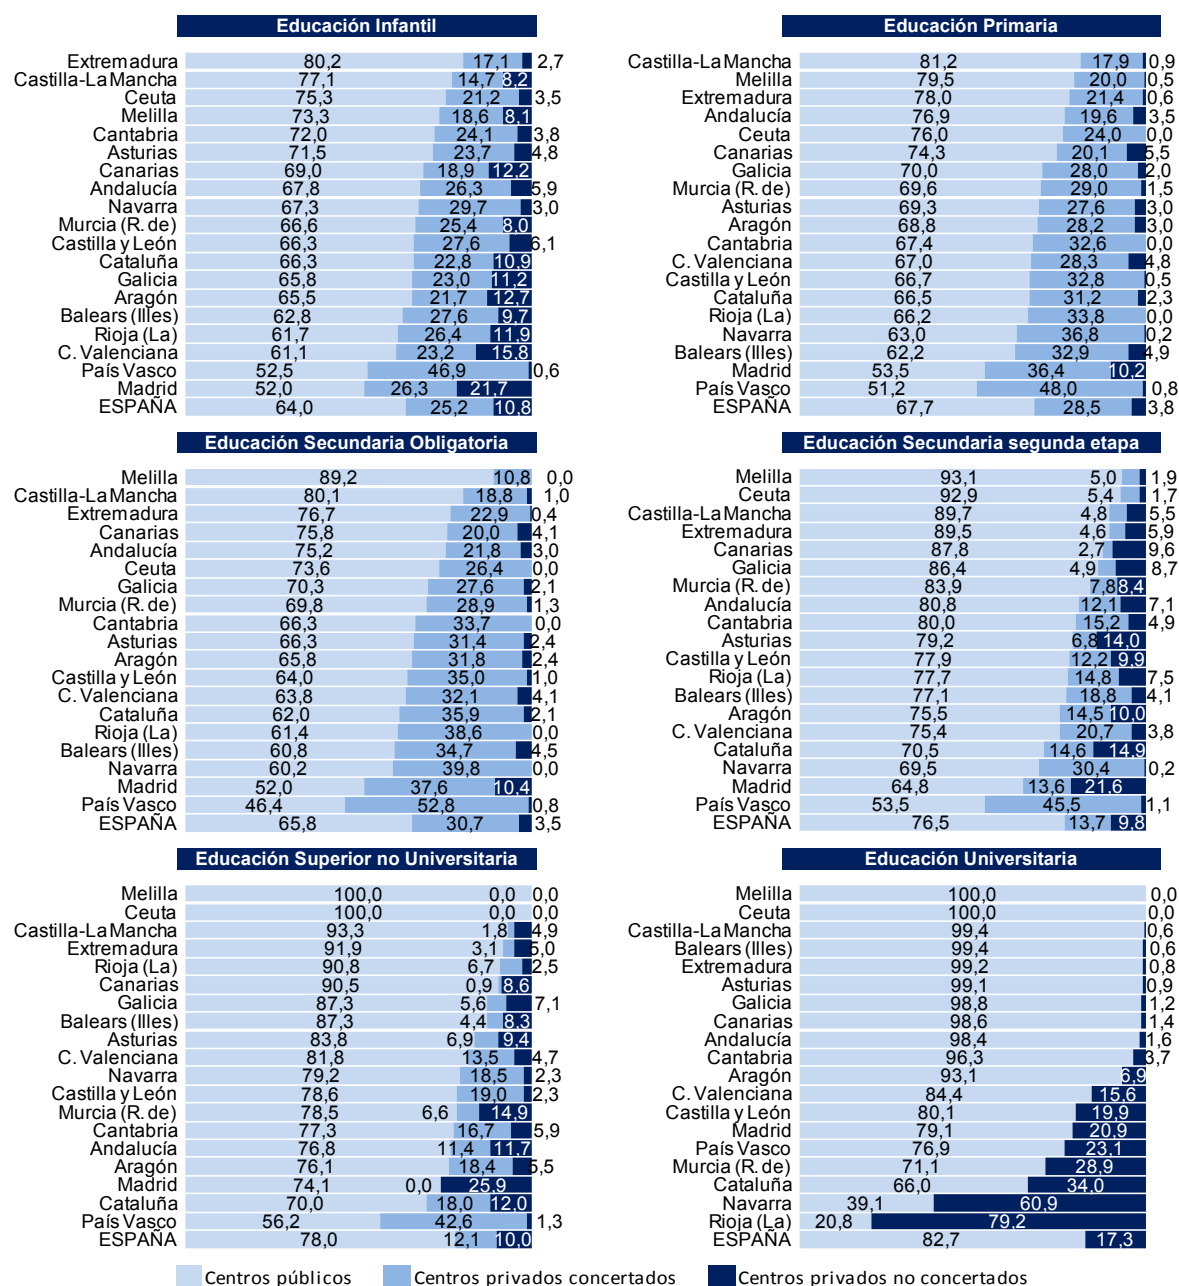 Educación Infantil
Extremadura 80,2 17,1 2,7
Castilla-La Mancha 77,1 14,7 8,2
Ceuta 75,3 21,2 3,5
Melilla 73,3 18,6 8,1
Cantabria 72,0 24,1 3,8
Asturias 71,5 23,7 4,8
Canarias 69,0 18,9 12,2
Andalucía 67,8 26,3 5,9
Navarra 67,3 29,7 3,0
Murcia (R. de) 66,6 25,4 8,0
Castilla y León 66,3 27,6 6,1
Cataluña 66,3 22,8 10,9
Galicia 65,8 23,0 11,2
Aragón 65,5 21,7 12,7
Balears (Illes) 62,8 27,6 9,7
Rioja (La) 61,7 26,4 11,9
C. Valenciana 61,1 23,2 15,8
País Vasco 52,5 46,9 0,6
Madrid 52,0 26,3 21,7
ESPAÑA 64,0 25,2 10,8
Educación Primaria
Castilla-La Mancha 81,2 17,9 0,9
Melilla 79,5 20,0 0,5
Extremadura 78,0 21,4 0,6
Andalucía 76,9 19,6 3,5
Ceuta 76,0 24,0 0,0
Canarias 74,3 20,1 5,5
Galicia 70,0 28,0 2,0
Murcia (R. de) 69,6 29,0 1,5
Asturias 69,3 27,6 3,0
Aragón 68,8 28,2 3,0
Cantabria 67,4 32,6 0,0
C. Valenciana 67,0 28,3 4,8
Castilla y León 66,7 32,8 0,5
Cataluña 66,5 31,2 2,3
Rioja (La) 66,2 33,8 0,0
Navarra 63,0 36,8 0,2
Balears (Illes) 62,2 32,9 4,9
Madrid 53,5 36,4 10,2
País Vasco 51,2 48,0 0,8
ESPAÑA 67,7 28,5 3,8
Educación Secundaria Obligatoria
Melilla 89,2 10,8 0,0
Castilla-La Mancha 80,1 18,8 1,0
Extremadura 76,7 22,9 0,4
Canarias 75,8 20,0 4,1
Andalucía 75,2 21,8 3,0
Ceuta 73,6 26,4 0,0
Galicia 70,3 27,6 2,1
Murcia (R. de) 69,8 28,9 1,3
Cantabria 66,3 33,7 0,0
Asturias 66,3 31,4 2,4
Aragón 65,8 31,8 2,4
Castilla y León 64,0 35,0 1,0
C. Valenciana 63,8 32,1 4,1
Cataluña 62,0 35,9 2,1
Rioja (La) 61,4 38,6 0,0
Balears (Illes) 60,8 34,7 4,5
Navarra 60,2 39,8 0,0
Madrid 52,0 37,6 10,4
País Vasco 46,4 52,8 0,8
ESPAÑA 65,8 30,7 3,5
Educación Secundaria segunda etapa
Melilla 93,1 5,0 1,9
Ceuta 92,9 5,4 1,7
Castilla-La Mancha 89,7 4,8 5,5
Extremadura 89,5 4,6 5,9
Canarias 87,8 2,7 9,6
Galicia 86,4 4,9 8,7
Murcia (R. de) 83,9 7,8 8,4
Andalucía 80,8 12,1 7,1
Cantabria 80,0 15,2 4,9
Asturias 79,2 6,8 14,0
Castilla y León 77,9 12,2 9,9
Rioja (La) 77,7 14,8 7,5
Balears (Illes) 77,1 18,8 4,1
Aragón 75,5 14,5 10,0
C. Valenciana 75,4 20,7 3,8
Cataluña 70,5 14,6 14,9
Navarra 69,5 30,4 0,2
Madrid 64,8 13,6 21,6
País Vasco 53,5 45,5 1,1
ESPAÑA 76,5 13,7 9,8
Educación Superior no Universitaria
Melilla 100,0 0,0 0,0
Ceuta 100,0 0,0 0,0
Castilla-La Mancha 93,3 1,8 4,9
Extremadura 91,9 3,1 5,0
Rioja (La) 90,8 6,7 2,5
Canarias 90,5 0,9 8,6
Galicia 87,3 5,6 7,1
Balears (Illes) 87,3 4,4 8,3
Asturias 83,8 6,9 9,4
C. Valenciana 81,8 13,5 4,7
Navarra 79,2 18,5 2,3
Castilla y León 78,6 19,0 2,3
Murcia (R. de) 78,5 6,6 14,9
Cantabria 77,3 16,7 5,9
Andalucía 76,8 11,4 11,7
Aragón 76,1 18,4 5,5
Madrid 74,1 0,0 25,9
Cataluña 70,0 18,0 12,0
País Vasco 56,2 42,6 1,3
ESPAÑA 78,0 12,1 10,0
Educación Universitaria
Melilla 100,0 0,0
Ceuta 100,0 0,0
Castilla-La Mancha 99,4 0,6
Balears (Illes) 99,4 0,6
Extremadura 99,2 0,8
Asturias 99,1 0,9
Galicia 98,8 1,2
Canarias 98,6 1,4
Andalucía 98,4 1,6
Cantabria 96,3 3,7
Aragón 93,1 6,9
C. Valenciana 84,4 15,6
Castilla y León 80,1 19,9
Madrid 79,1 20,9
País Vasco 76,9 23,1
Murcia (R. de) 71,1 28,9
Cataluña 66,0 34,0
Navarra 39,1 60,9
Rioja (La) 20,8 79,2
ESPAÑA 82,7 17,3
Centros públicos Centros privados concertados Centros privados no concertados